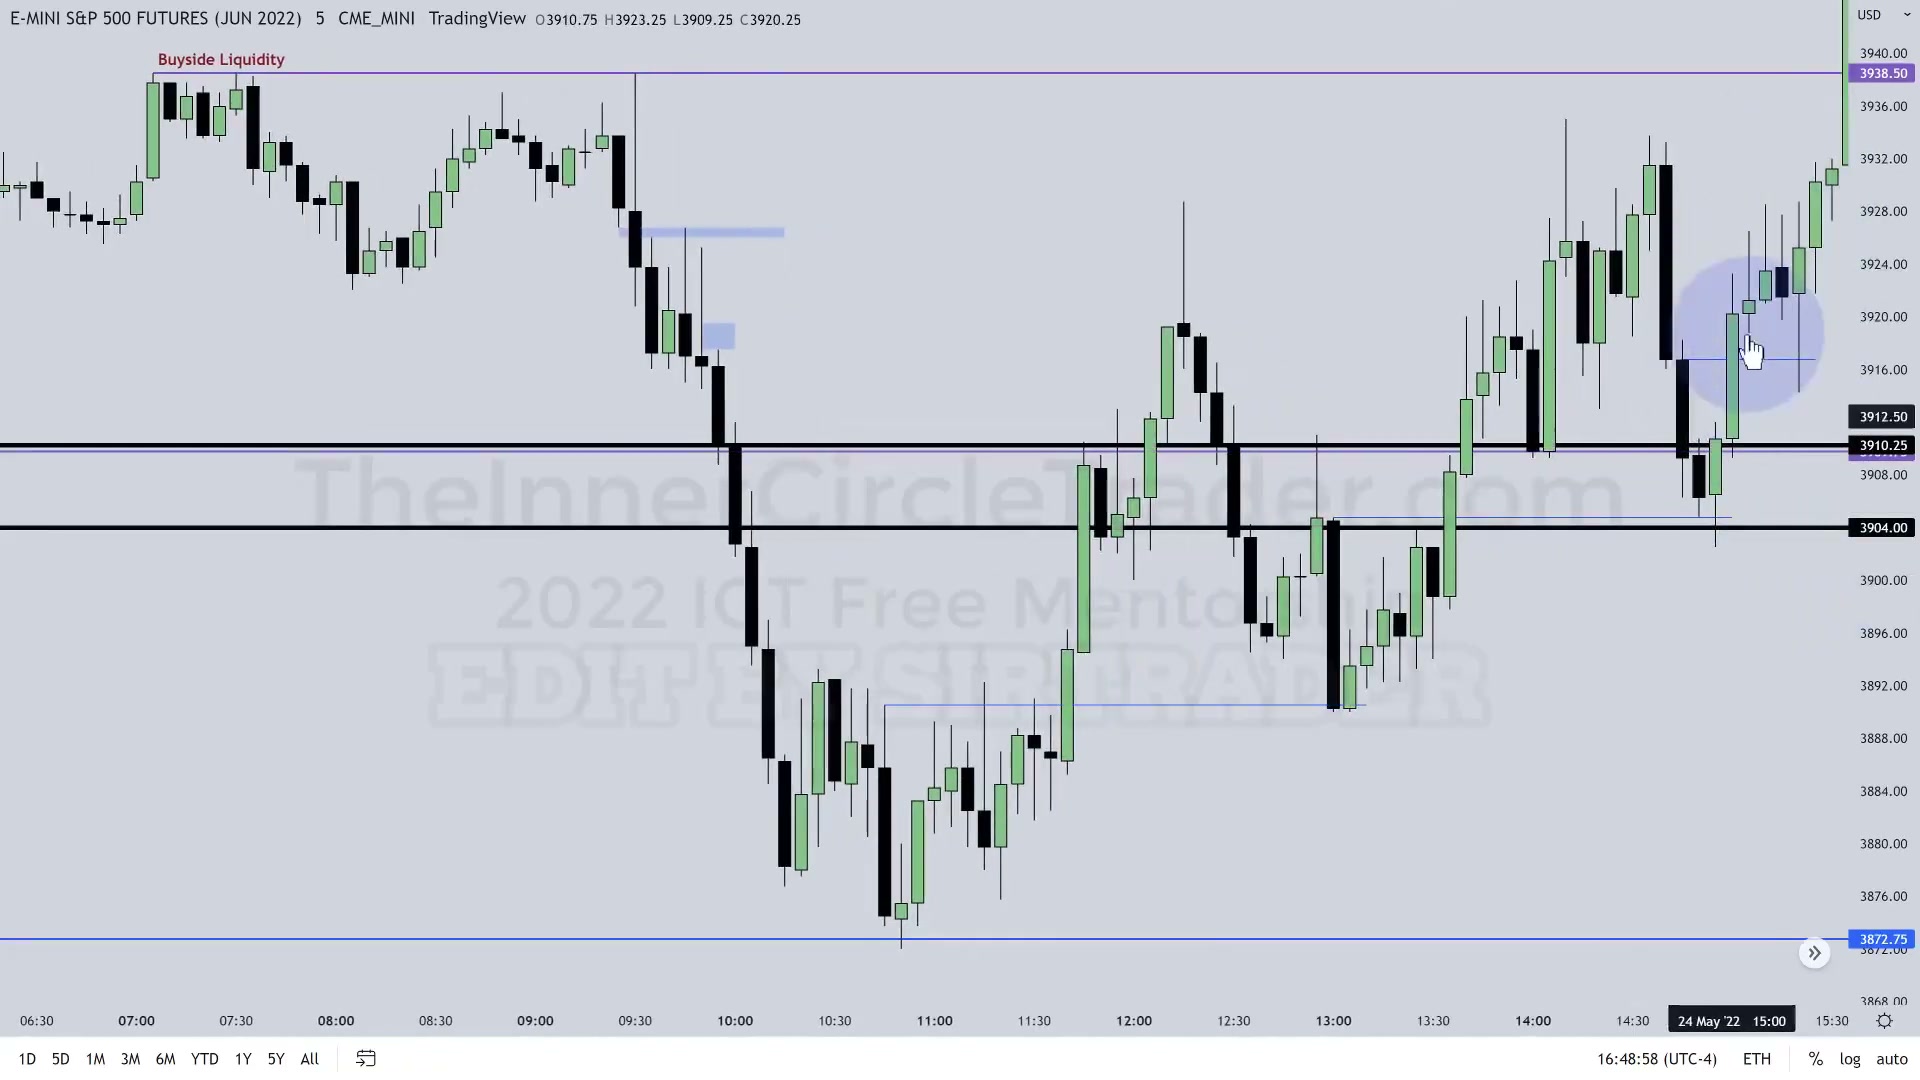 E-MINI S&P 500 FUTURES (JUN 2022) 5 CME_MINI TradingView O3910.75 H3923.25 L3909.25 C3920.25
USD
Buyside Liquidity
3940.00
3938.50
3936.00
3932.00
3928.00
3924.00
3920.00
3916.00
3912.50
3910.25
3908.00
3904.00
3900.00
3896.00
3892.00
3888.00
3884.00
3880.00
3876.00
3872.75
3872.00
3868.00
TheInnerCircleTrader.com
2022 ICT Free Mentorship
EDIT BY SIRTRADER
06:30 07:00 07:30 08:00 08:30 09:00 09:30 10:00 10:30 11:00 11:30 12:00 12:30 13:00 13:30 14:00 14:30 24 May '22 15:00 15:30
1D 5D 1M 3M 6M YTD 1Y 5Y All 16:48:58 (UTC-4) ETH % log auto